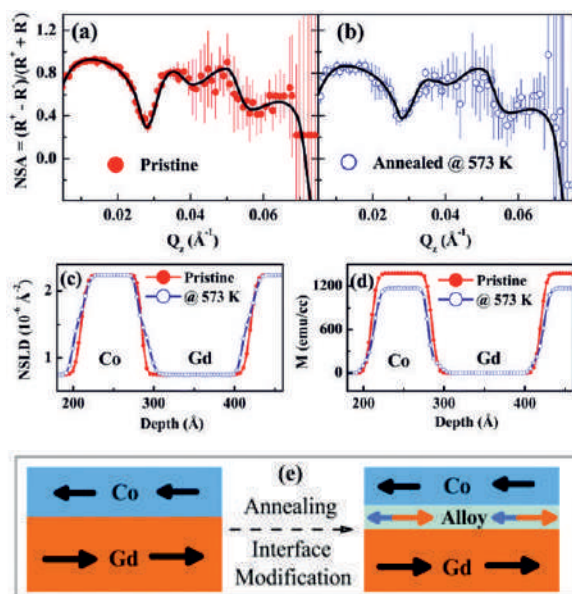 (a)
(b)
NSA = (R⁺ - R⁻)/(R⁺ + R⁻)
0.0
0.4
0.8
1.2
Pristine
Annealed @ 573 K
0.02
0.04
0.06
0.02
0.04
0.06
Q_z (Å⁻¹)
Q_z (Å⁻¹)
(c)
Pristine
@ 573 K
Co
Gd
NSLD (10⁻⁶ Å⁻²)
1
2
200
300
400
Depth (Å)
(d)
Pristine
@ 573 K
Co
Gd
M (emu/cc)
0
600
1200
200
300
400
Depth (Å)
(e)
Co
Gd
Annealing
Interface
Modification
Co
Alloy
Gd